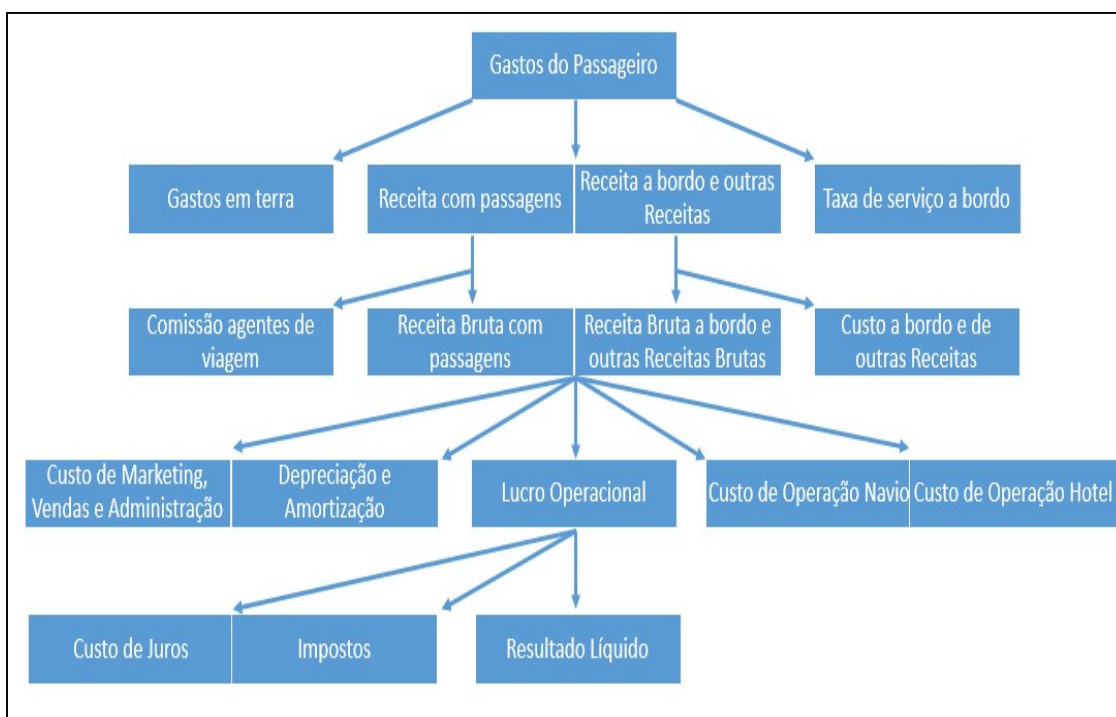 Gastos do Passageiro
Gastos em terra
Receita com passagens
Receita a bordo e outras
Receitas
Taxa de serviço a bordo
Comissão agentes de
viagem
Receita Bruta com
passagens
Receita Bruta a bordo e
outras Receitas Brutas
Custo a bordo e de
outras Receitas
Custo de Marketing,
Vendas e Administração
Depreciação e
Amortização
Lucro Operacional
Custo de Operação Navio
Custo de Operação Hotel
Custo de Juros
Impostos
Resultado Líquido